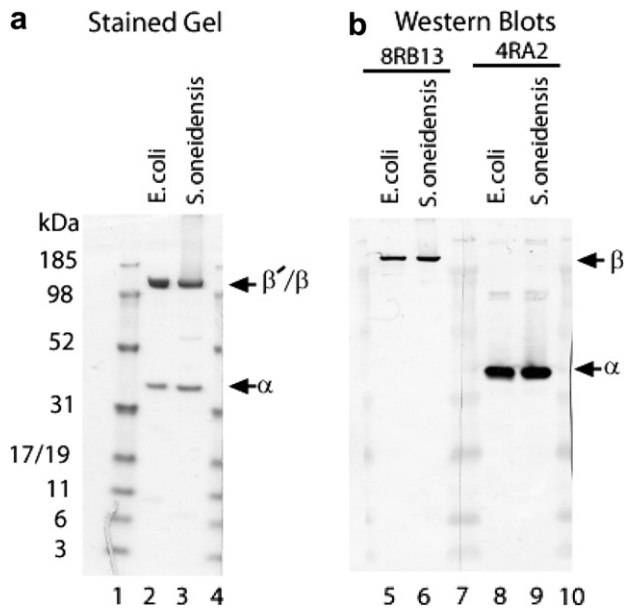 a Stained Gel
E. coli
S. oneidensis
kDa
185
98
52
31
17/19
11
6
3
β´/β
α
1 2 3 4
b Western Blots
8RB13 4RA2
E. coli
S. oneidensis
E. coli
S. oneidensis
β
α
5 6 7 8 9 10